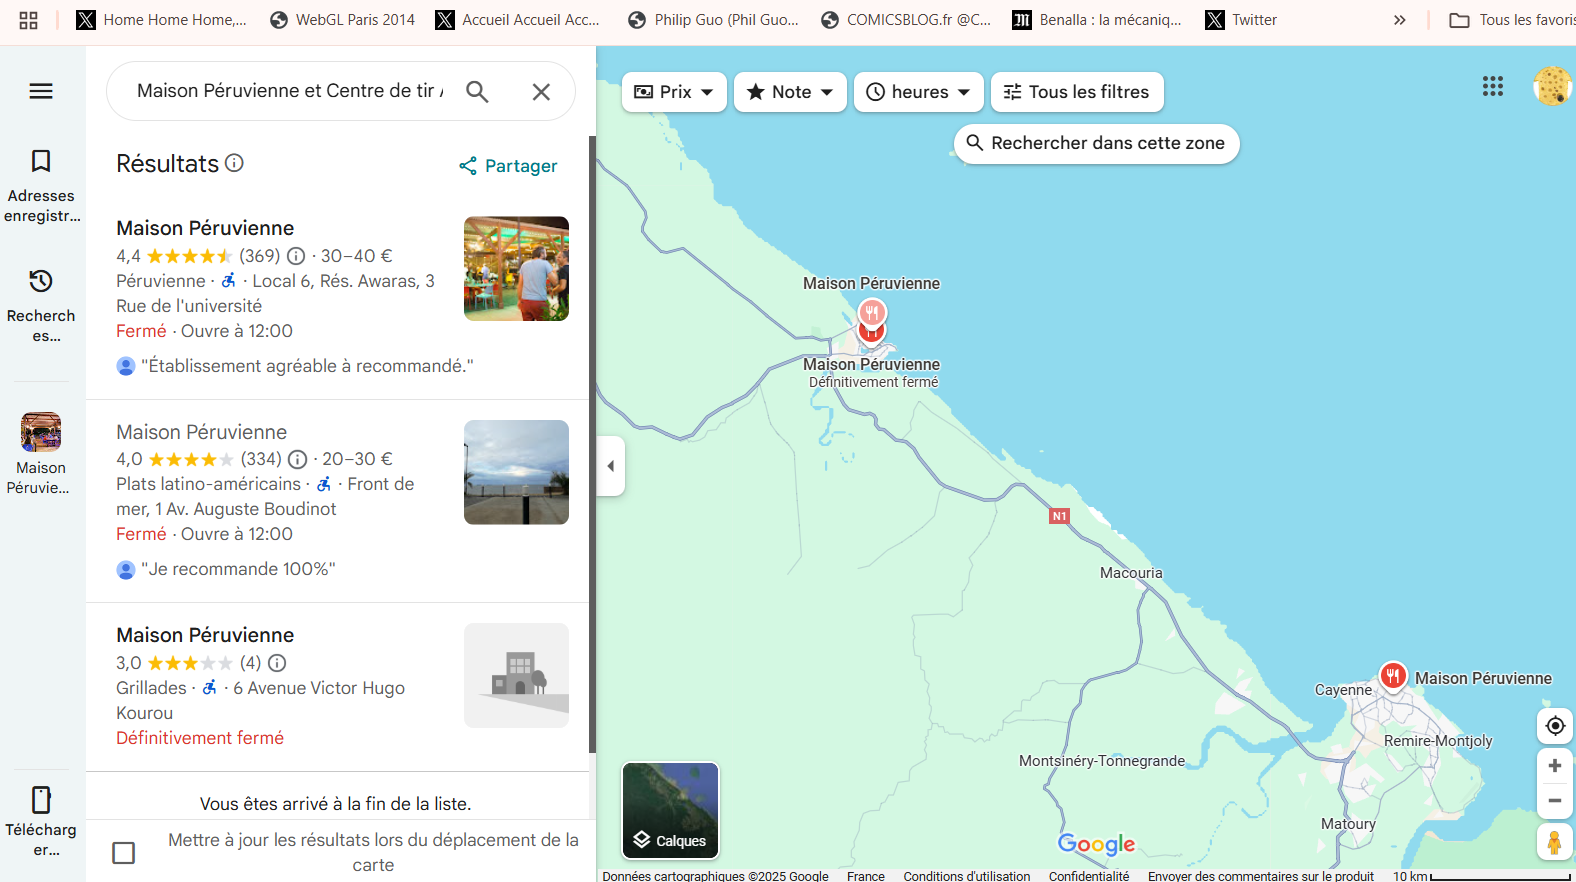 Home Home Home,...
WebGL Paris 2014
Accueil Accueil Acc...
Philip Guo (Phil Guo...
COMICSBLOG.fr @C...
Benalla : la mécaniq...
Twitter
Tous les favoris
Maison Péruvienne et Centre de tir
Adresses
enregistr...
Recherch
es...
Maison
Péruvie...
Télécharg
er...
Résultats
Partager
Maison Péruvienne
4,4 (369) · 30–40 €
Péruvienne · · Local 6, Rés. Awaras, 3
Rue de l'université
Fermé · Ouvre à 12:00
"Établissement agréable à recommandé."
Maison Péruvienne
4,0 (334) · 20–30 €
Plats latino-américains · · Front de
mer, 1 Av. Auguste Boudinot
Fermé · Ouvre à 12:00
"Je recommande 100%"
Maison Péruvienne
3,0 (4)
Grillades · · 6 Avenue Victor Hugo
Kourou
Définitivement fermé
Vous êtes arrivé à la fin de la liste.
Mettre à jour les résultats lors du déplacement de la
carte
Prix
Note
heures
Tous les filtres
Rechercher dans cette zone
Maison Péruvienne
Maison Péruvienne
Définitivement fermé
N1
Macouria
Maison Péruvienne
Cayenne
Remire-Montjoly
Montsinéry-Tonnegrande
Matoury
Calques
Google
Données cartographiques ©2025 Google
France
Conditions d'utilisation
Confidentialité
Envoyer des commentaires sur le produit
10 km